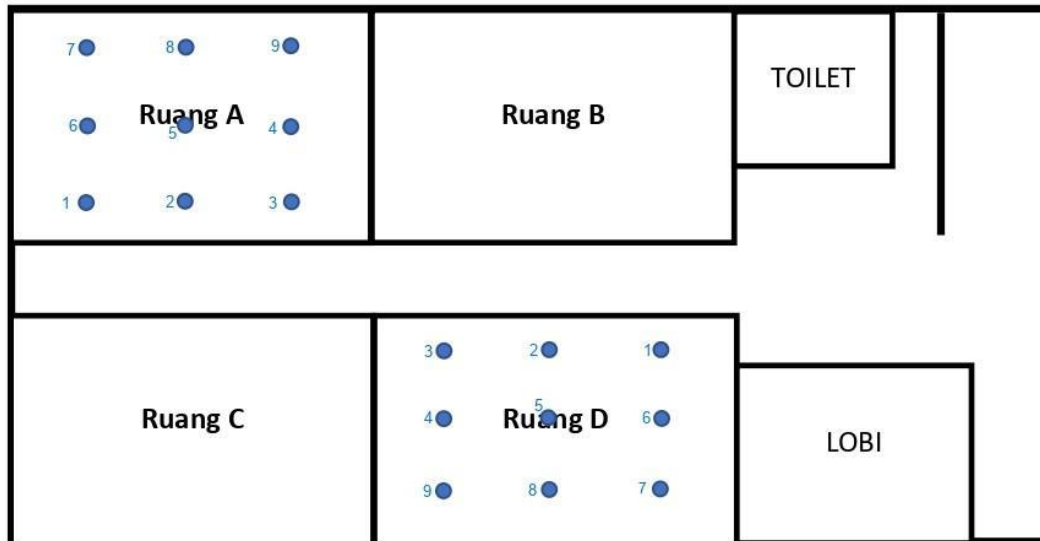 7 8 9
Ruang A
6 5 4
1 2 3
Ruang B
TOILET
Ruang C
3 2 1
Ruang D
4 5 6
9 8 7
LOBI